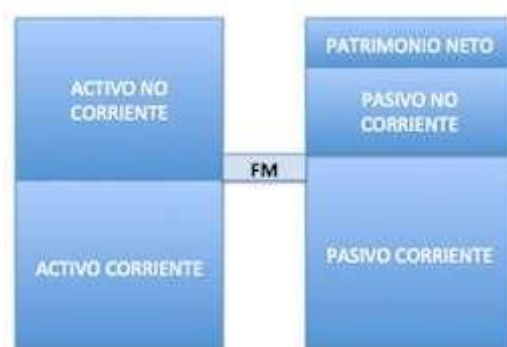 ACTIVO NO
CORRIENTE
ACTIVO CORRIENTE
FM
PATRIMONIO NETO
PASIVO NO
CORRIENTE
PASIVO CORRIENTE